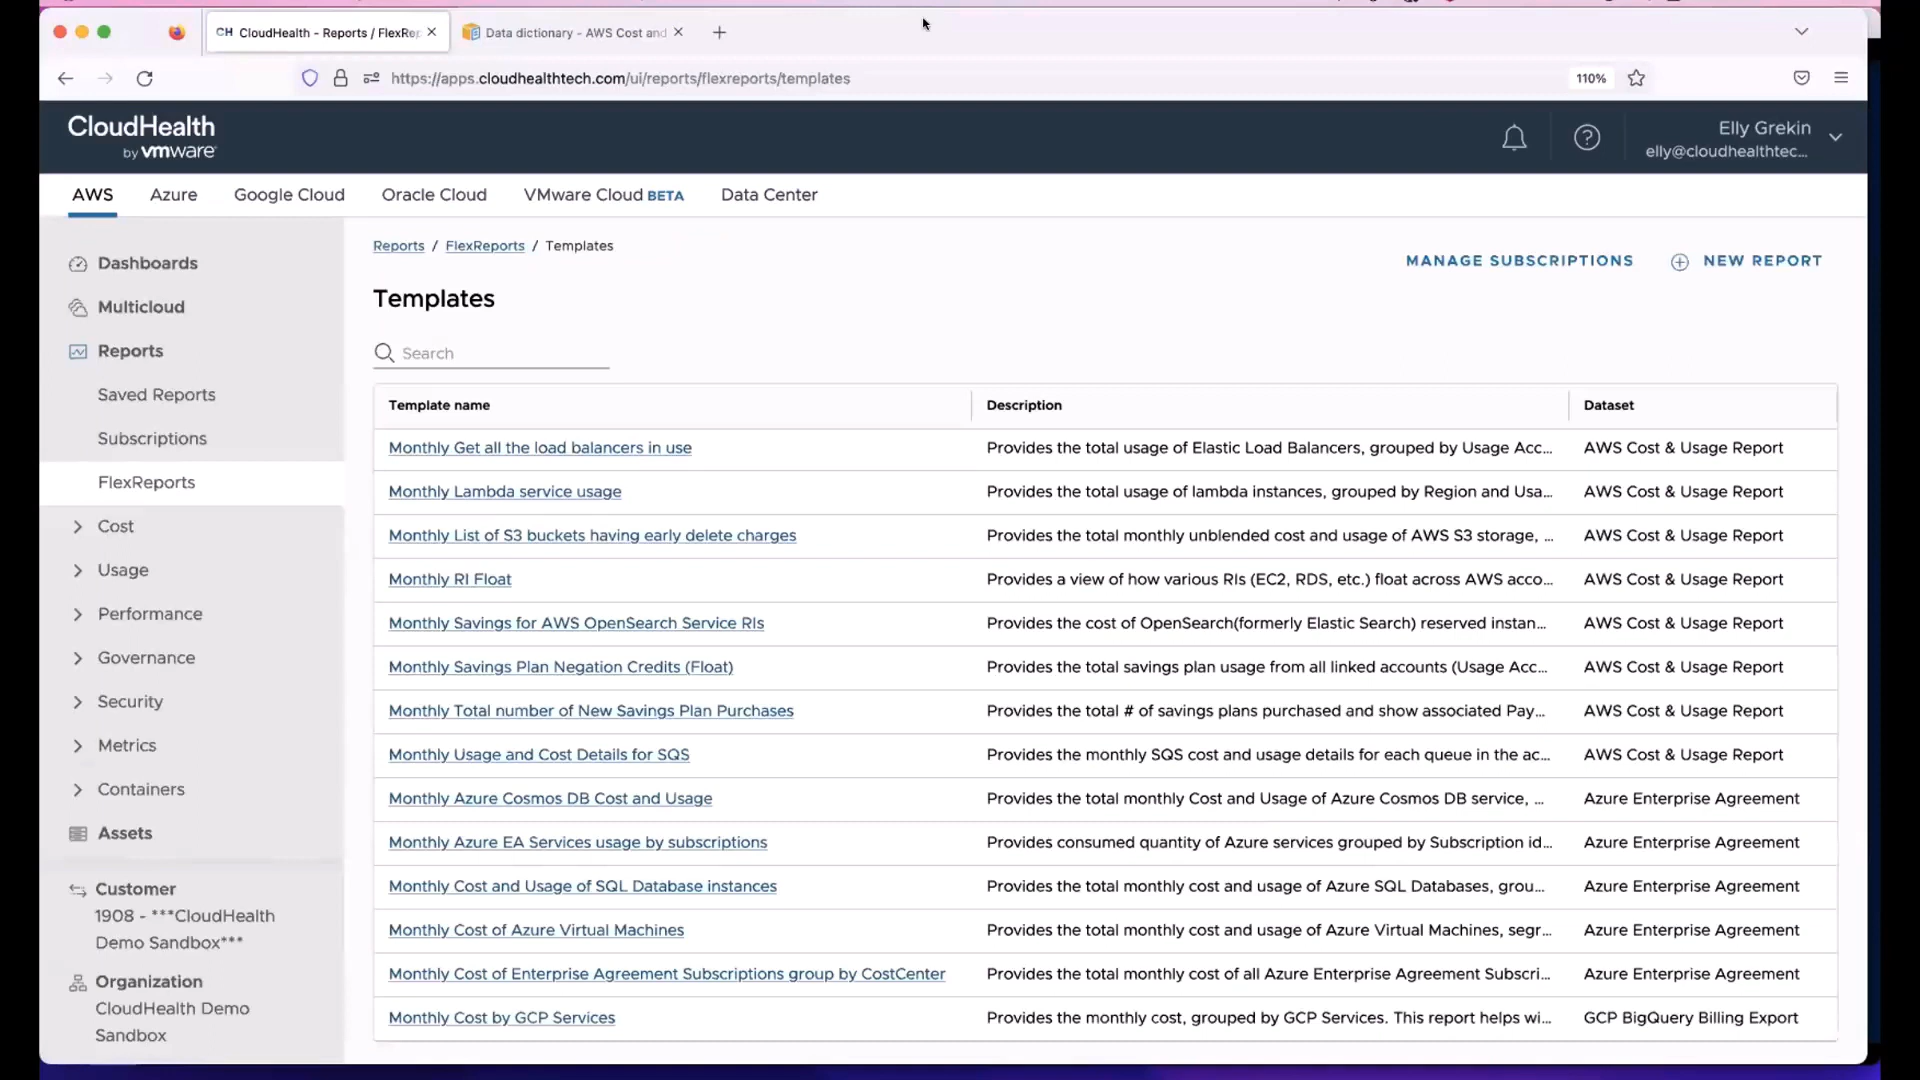 CH CloudHealth - Reports / FlexRep
Data dictionary - AWS Cost and
https://apps.cloudhealthtech.com/ui/reports/flexreports/templates
110%
CloudHealth
by vmware
Elly Grekin
elly@cloudhealthtec...
AWS
Azure
Google Cloud
Oracle Cloud
VMware Cloud BETA
Data Center
Dashboards
Multicloud
Reports
Saved Reports
Subscriptions
FlexReports
Cost
Usage
Performance
Governance
Security
Metrics
Containers
Assets
Customer
1908 - ***CloudHealth
Demo Sandbox***
Organization
CloudHealth Demo
Sandbox
Reports / FlexReports / Templates
MANAGE SUBSCRIPTIONS
NEW REPORT
Templates
Search
Template name Description Dataset
Monthly Get all the load balancers in use Provides the total usage of Elastic Load Balancers, grouped by Usage Acc... AWS Cost & Usage Report
Monthly Lambda service usage Provides the total usage of lambda instances, grouped by Region and Usa... AWS Cost & Usage Report
Monthly List of S3 buckets having early delete charges Provides the total monthly unblended cost and usage of AWS S3 storage, ... AWS Cost & Usage Report
Monthly RI Float Provides a view of how various RIs (EC2, RDS, etc.) float across AWS acco... AWS Cost & Usage Report
Monthly Savings for AWS OpenSearch Service RIs Provides the cost of OpenSearch(formerly Elastic Search) reserved instan... AWS Cost & Usage Report
Monthly Savings Plan Negation Credits (Float) Provides the total savings plan usage from all linked accounts (Usage Acc... AWS Cost & Usage Report
Monthly Total number of New Savings Plan Purchases Provides the total # of savings plans purchased and show associated Pay... AWS Cost & Usage Report
Monthly Usage and Cost Details for SQS Provides the monthly SQS cost and usage details for each queue in the ac... AWS Cost & Usage Report
Monthly Azure Cosmos DB Cost and Usage Provides the total monthly Cost and Usage of Azure Cosmos DB service, ... Azure Enterprise Agreement
Monthly Azure EA Services usage by subscriptions Provides consumed quantity of Azure services grouped by Subscription id... Azure Enterprise Agreement
Monthly Cost and Usage of SQL Database instances Provides the total monthly cost and usage of Azure SQL Databases, grou... Azure Enterprise Agreement
Monthly Cost of Azure Virtual Machines Provides the total monthly cost and usage of Azure Virtual Machines, segr... Azure Enterprise Agreement
Monthly Cost of Enterprise Agreement Subscriptions group by CostCenter Provides the total monthly cost of all Azure Enterprise Agreement Subscri... Azure Enterprise Agreement
Monthly Cost by GCP Services Provides the monthly cost, grouped by GCP Services. This report helps wi... GCP BigQuery Billing Export